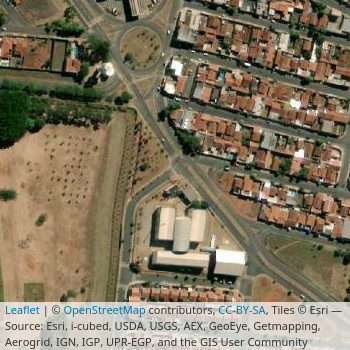 Leaflet | © OpenStreetMap contributors, CC-BY-SA, Tiles © Esri —
Source: Esri, i-cubed, USDA, USGS, AEX, GeoEye, Getmapping,
Aerogrid, IGN, IGP, UPR-EGP, and the GIS User Community